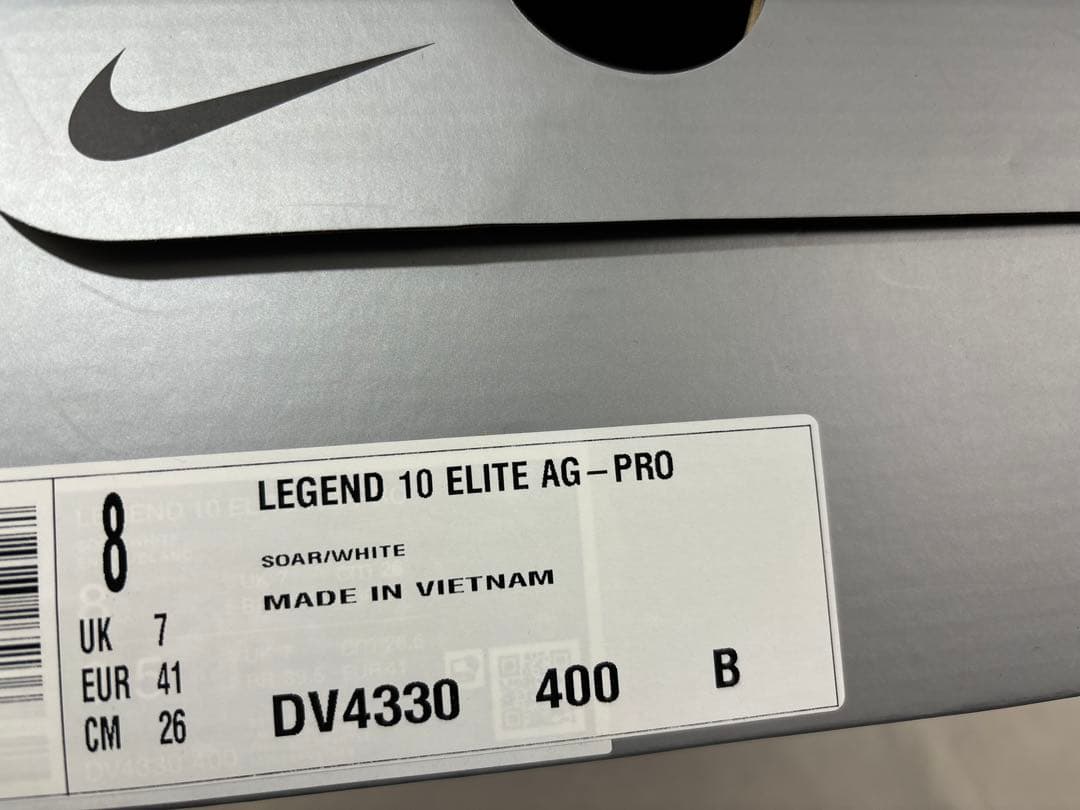 8
LEGEND 10 ELITE AG-PRO
SOAR/WHITE
MADE IN VIETNAM
UK 7
EUR 41
CM 26
DV4330 400 B